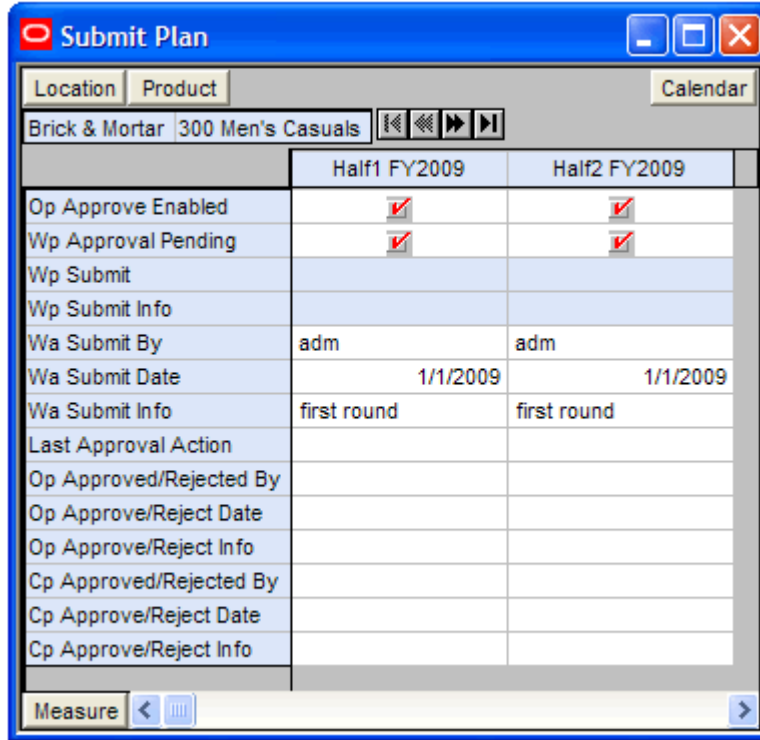 Submit Plan
Location Product Calendar
Brick & Mortar 300 Men's Casuals
Half1 FY2009 Half2 FY2009
Op Approve Enabled
Wp Approval Pending
Wp Submit
Wp Submit Info
Wa Submit By adm adm
Wa Submit Date 1/1/2009 1/1/2009
Wa Submit Info first round first round
Last Approval Action
Op Approved/Rejected By
Op Approve/Reject Date
Op Approve/Reject Info
Cp Approved/Rejected By
Cp Approve/Reject Date
Cp Approve/Reject Info
Measure